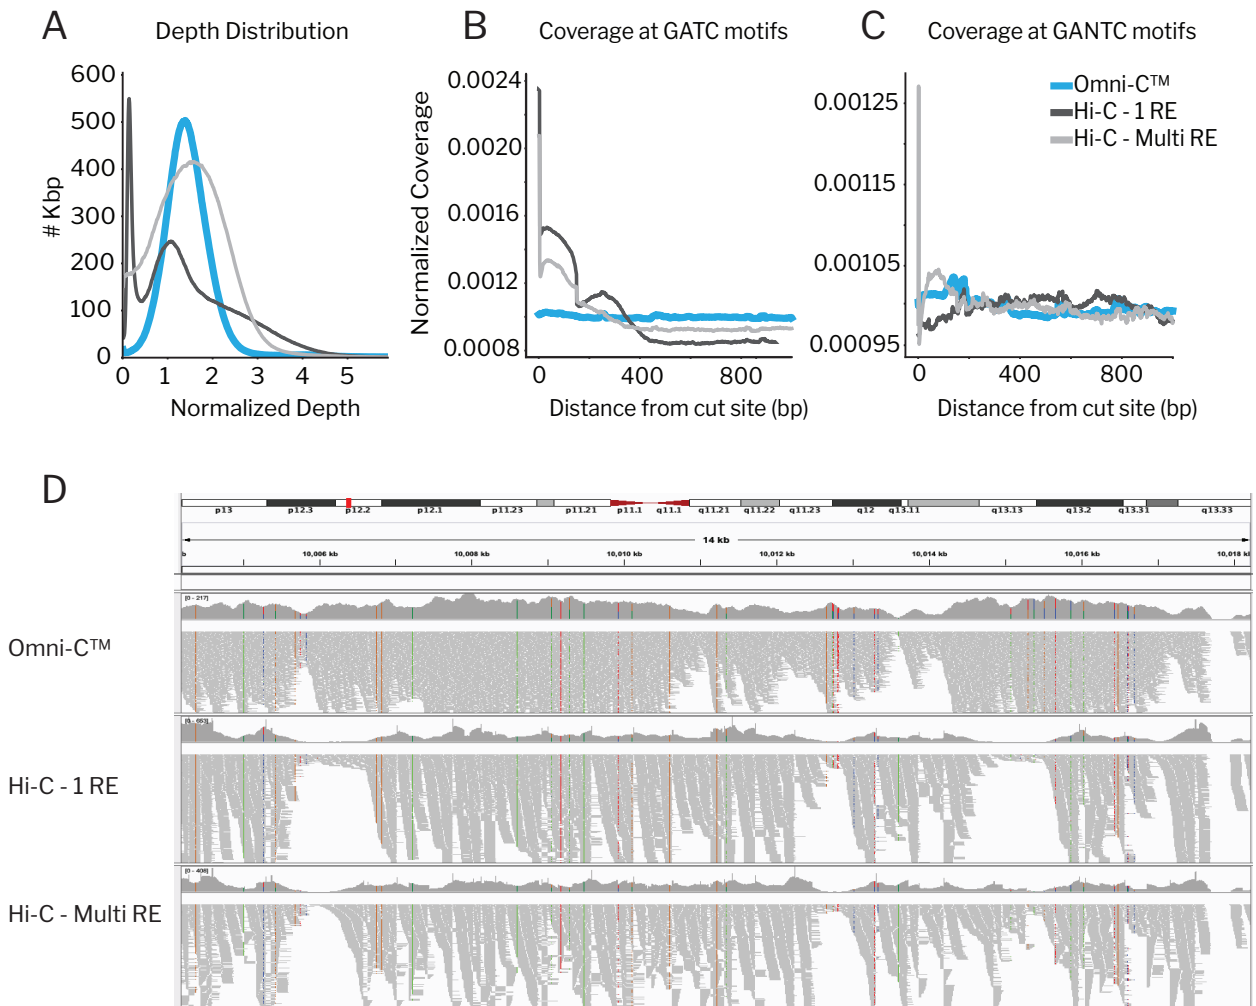 A
Depth Distribution
600
500
400
300
200
100
0
# Kbp
0 1 2 3 4 5
Normalized Depth
B
Coverage at GATC motifs
0.0024
0.0020
0.0016
0.0012
0.0008
Normalized Coverage
0 400 800
Distance from cut site (bp)
C
Coverage at GANTC motifs
0.00125
0.00115
0.00105
0.00095
Omni-C™
Hi-C - 1 RE
Hi-C - Multi RE
0 400 800
Distance from cut site (bp)
D
p13 p12.3 p12.2 p12.1 p11.23 p11.21 p11.1 q11.1 q11.21 q11.22 q11.23 q12 q13.11 q13.13 q13.2 q13.31 q13.33
14 kb
b 10,006 kb 10,008 kb 10,010 kb 10,012 kb 10,014 kb 10,016 kb 10,018 kb
[0 - 217]
Omni-C™
[0 - 653]
Hi-C - 1 RE
[0 - 408]
Hi-C - Multi RE